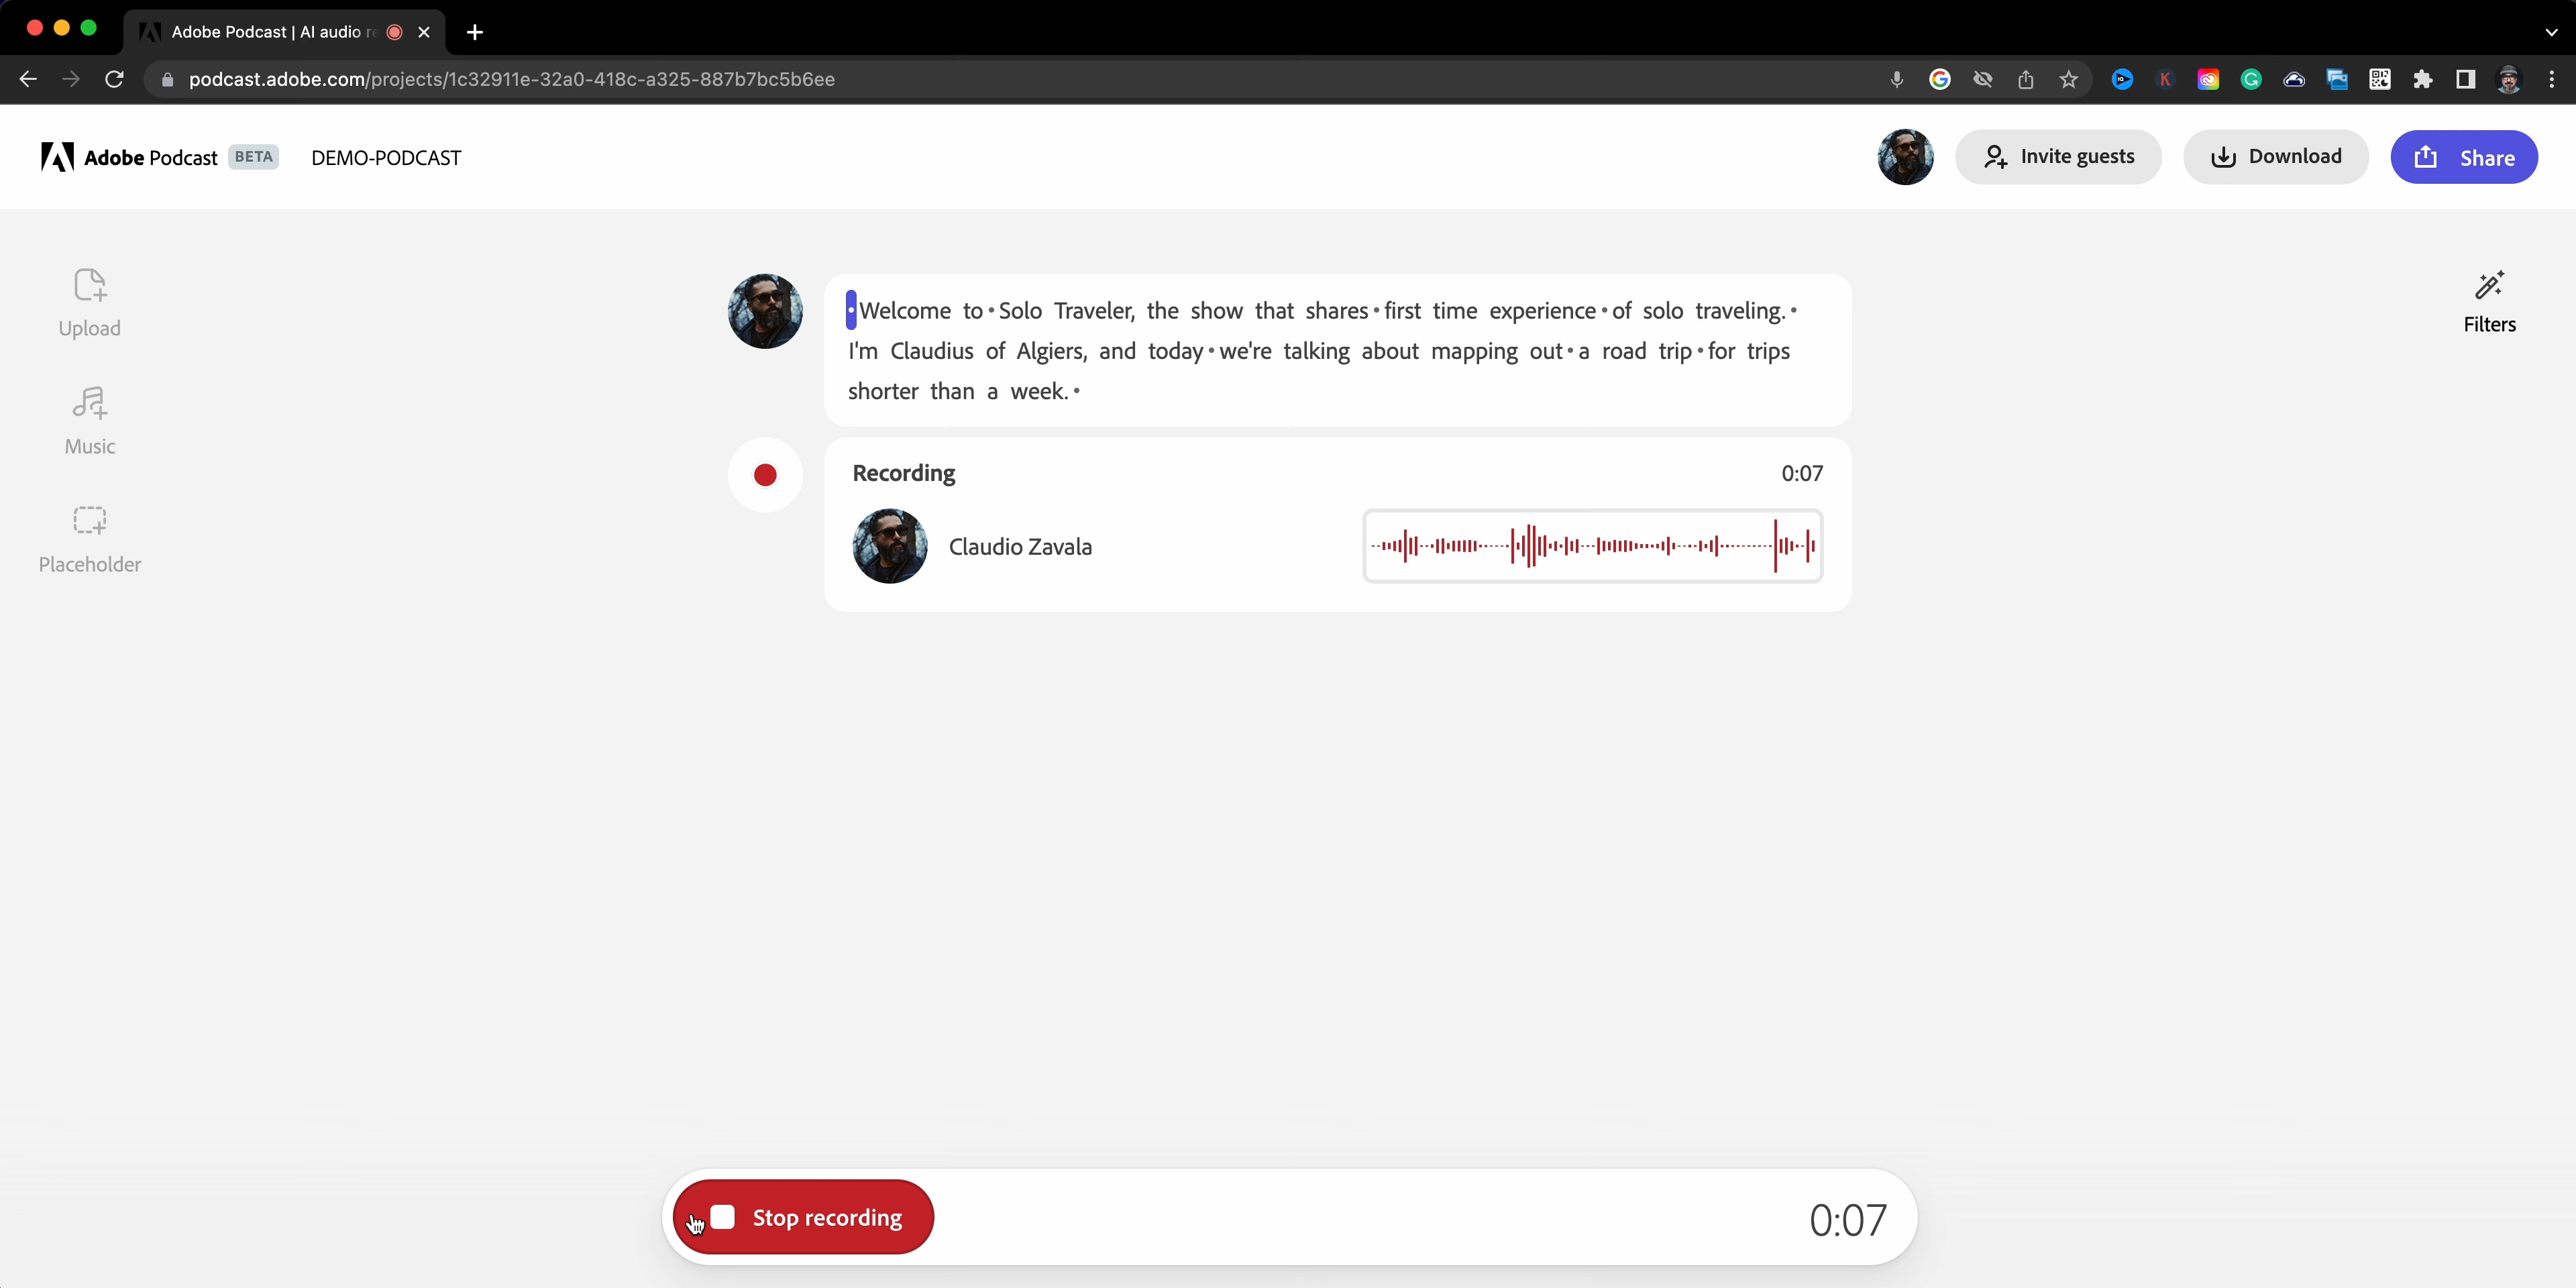 Adobe Podcast | AI audio re
podcast.adobe.com/projects/1c32911e-32a0-418c-a325-887b7bc5b6ee
Adobe Podcast BETA DEMO-PODCAST
Invite guests
Download
Share
Upload
Music
Placeholder
Filters
Welcome to • Solo Traveler, the show that shares • first time experience • of solo traveling. •
I'm Claudius of Algiers, and today • we're talking about mapping out • a road trip • for trips
shorter than a week. •
Recording 0:07
Claudio Zavala
Stop recording 0:07